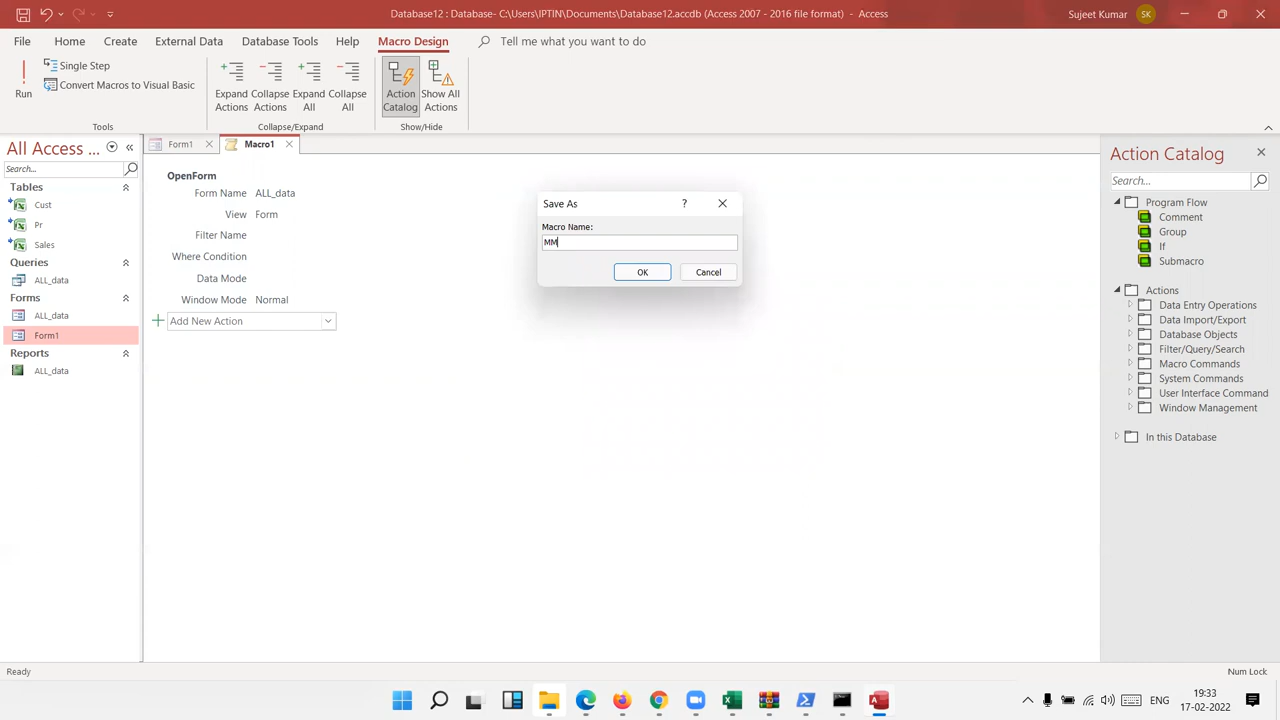 Database12 : Database- C:\Users\IPTIN\Documents\Database12.accdb (Access 2007 - 2016 file format) - Access
Sujeet Kumar
SK
File
Home
Create
External Data
Database Tools
Help
Macro Design
Tell me what you want to do
Run
Single Step
Convert Macros to Visual Basic
Tools
Expand Actions
Collapse Actions
Expand All
Collapse All
Collapse/Expand
Action Catalog
Show All Actions
Show/Hide
All Access ...
Search...
Tables
Cust
Pr
Sales
Queries
ALL_data
Forms
ALL_data
Form1
Reports
ALL_data
Form1
Macro1
OpenForm
Form Name ALL_data
View Form
Filter Name
Where Condition
Data Mode
Window Mode Normal
Add New Action
Save As
?
Macro Name:
MM
OK
Cancel
Action Catalog
Search...
Program Flow
Comment
Group
If
Submacro
Actions
Data Entry Operations
Data Import/Export
Database Objects
Filter/Query/Search
Macro Commands
System Commands
User Interface Command
Window Management
In this Database
Ready
Num Lock
ENG
19:33
17-02-2022